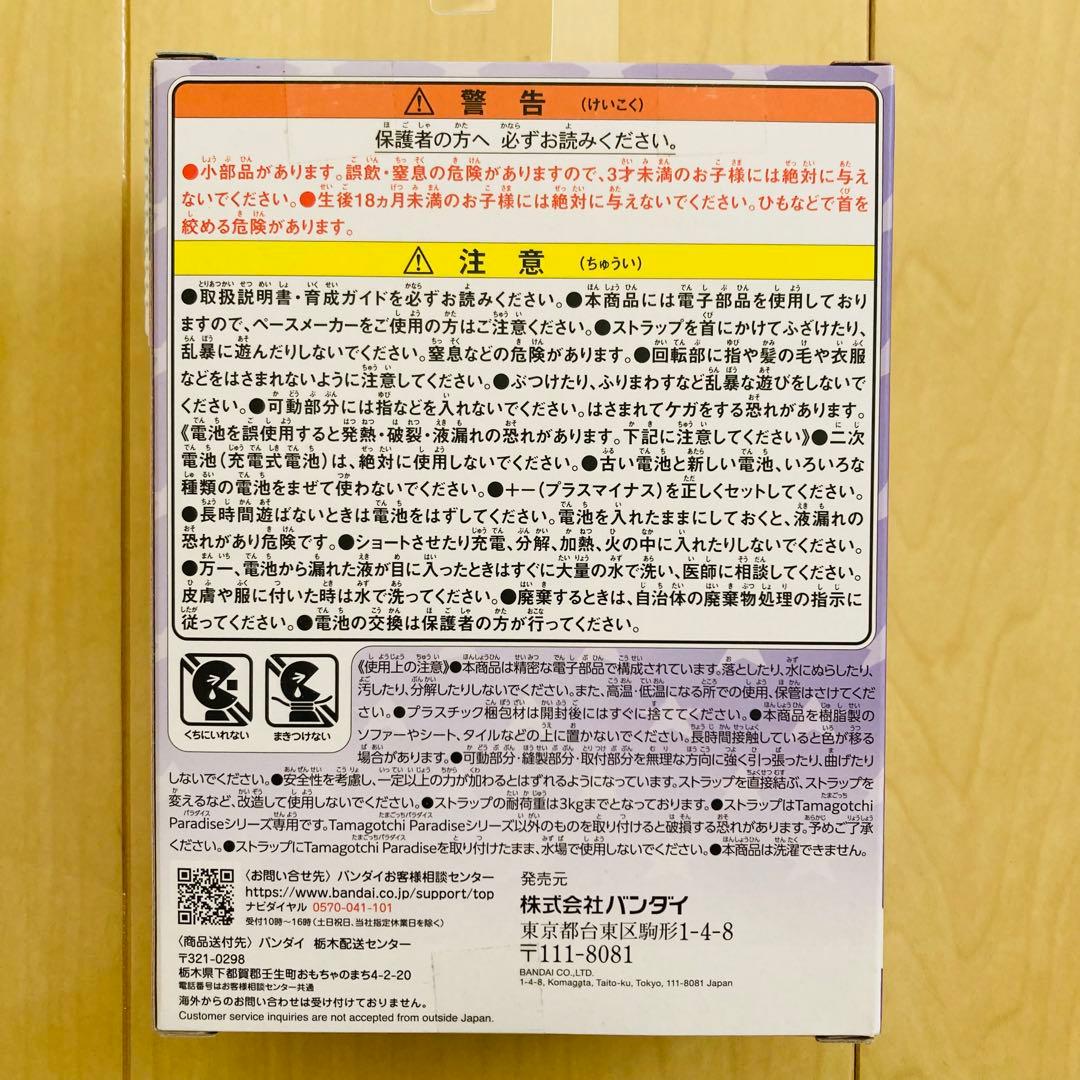 ⚠ 警告 （けいこく）
保護者の方へ 必ずお読みください。
●小部品があります。誤飲・窒息の危険がありますので、3才未満のお子様には絶対に与え
ないでください。●生後18ヵ月未満のお子様には絶対に与えないでください。ひもなどで首を
絞める危険があります。
⚠ 注意 （ちゅうい）
●取扱説明書・育成ガイドを必ずお読みください。●本商品には電子部品を使用しており
ますので、ペースメーカーをご使用の方はご注意ください。●ストラップを首にかけてふざけたり、
乱暴に遊んだりしないでください。窒息などの危険があります。●回転部に指や髪の毛や衣服
などをはさまれないように注意してください。●ぶつけたり、ふりまわすなど乱暴な遊びをしないで
ください。●可動部分には指などを入れないでください。はさまれてケガをする恐れがあります。
《電池を誤使用すると発熱・破裂・液漏れの恐れがあります。下記に注意してください》●二次
電池（充電式電池）は、絶対に使用しないでください。●古い電池と新しい電池、いろいろな
種類の電池をまぜて使わないでください。●＋－（プラスマイナス）を正しくセットしてください。
●長時間遊ばないときは電池をはずしてください。電池を入れたままにしておくと、液漏れの
恐れがあり危険です。●ショートさせたり充電、分解、加熱、火の中に入れたりしないでください。
●万一、電池から漏れた液が目に入ったときはすぐに大量の水で洗い、医師に相談してください。
皮膚や服に付いた時は水で洗ってください。●廃棄するときは、自治体の廃棄物処理の指示に
従ってください。●電池の交換は保護者の方が行ってください。
くちにいれない まきつけない
《使用上の注意》●本商品は精密な電子部品で構成されています。落としたり、水にぬらしたり、
汚したり、分解したりしないでください。また、高温・低温になる所での使用、保管はさけてくだ
さい。●プラスチック梱包材は開封後にはすぐに捨ててください。●本商品を樹脂製の
ソファーやシート、タイルなどの上に置かないでください。長時間接触していると色が移る
場合があります。●可動部分・縫製部分・取付部分を無理な方向に強く引っ張ったり、曲げたり
しないでください。●安全性を考慮し、一定以上の力が加わるとはずれるようになっています。ストラップを直接結ぶ、ストラップを
変えるなど、改造して使用しないでください。●ストラップの耐荷重は3kgまでとなっております。●ストラップはTamagotchi
Paradiseシリーズ専用です。Tamagotchi Paradiseシリーズ以外のものを取り付けると破損する恐れがあります。予めご了承
ください。●ストラップにTamagotchi Paradiseを取り付けたまま、水場で使用しないでください。●本商品は洗濯できません。
〈お問い合せ先〉バンダイお客様相談センター
https://www.bandai.co.jp/support/top
ナビダイヤル 0570-041-101
受付10時～16時（土日祝日、当社指定休業日を除く）
〈商品送付先〉バンダイ 栃木配送センター
〒321-0298
栃木県下都賀郡壬生町おもちゃのまち4-2-20
電話番号はお客様相談センター共通
海外からのお問い合わせは受け付けておりません。
Customer service inquiries are not accepted from outside Japan.
発売元
株式会社バンダイ
東京都台東区駒形1-4-8
〒111-8081
BANDAI CO.,LTD.
1-4-8, Komagata, Taito-ku, Tokyo, 111-8081 Japan